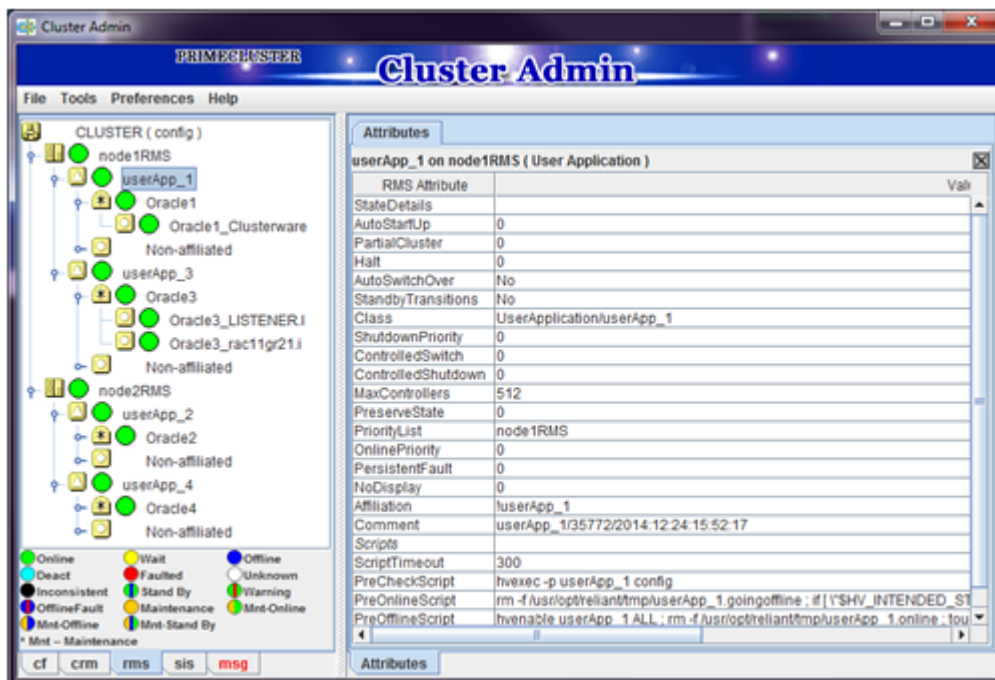 Cluster Admin
PRIMECLUSTER
Cluster Admin
File Tools Preferences Help
CLUSTER ( config )
node1RMS
userApp_1
Oracle1
Oracle1_Clusterware
Non-affiliated
userApp_3
Oracle3
Oracle3_LISTENER.l
Oracle3_rac11gr21.i
Non-affiliated
node2RMS
userApp_2
Oracle2
Non-affiliated
userApp_4
Oracle4
Non-affiliated
Online Wait Offline
Deact Faulted Unknown
Inconsistent Stand By Warning
OfflineFault Maintenance Mnt-Online
Mnt-Offline Mnt-Stand By
* Mnt – Maintenance
cf crm rms sis msg
Attributes
userApp_1 on node1RMS ( User Application )
RMS Attribute Valu
StateDetails
AutoStartUp 0
PartialCluster 0
Halt 0
AutoSwitchOver No
StandbyTransitions No
Class UserApplication/userApp_1
ShutdownPriority 0
ControlledSwitch 0
ControlledShutdown 0
MaxControllers 512
PreserveState 0
PriorityList node1RMS
OnlinePriority 0
PersistentFault 0
NoDisplay 0
Affiliation !userApp_1
Comment userApp_1/35772/2014:12:24:15:52:17
Scripts
ScriptTimeout 300
PreCheckScript hvexec -p userApp_1 config
PreOnlineScript rm -f /usr/opt/reliant/tmp/userApp_1.goingoffline ; if [ \"$HV_INTENDED_ST
PreOfflineScript hvenable userApp_1 ALL ; rm -f /usr/opt/reliant/tmp/userApp_1.online ; tou
Attributes